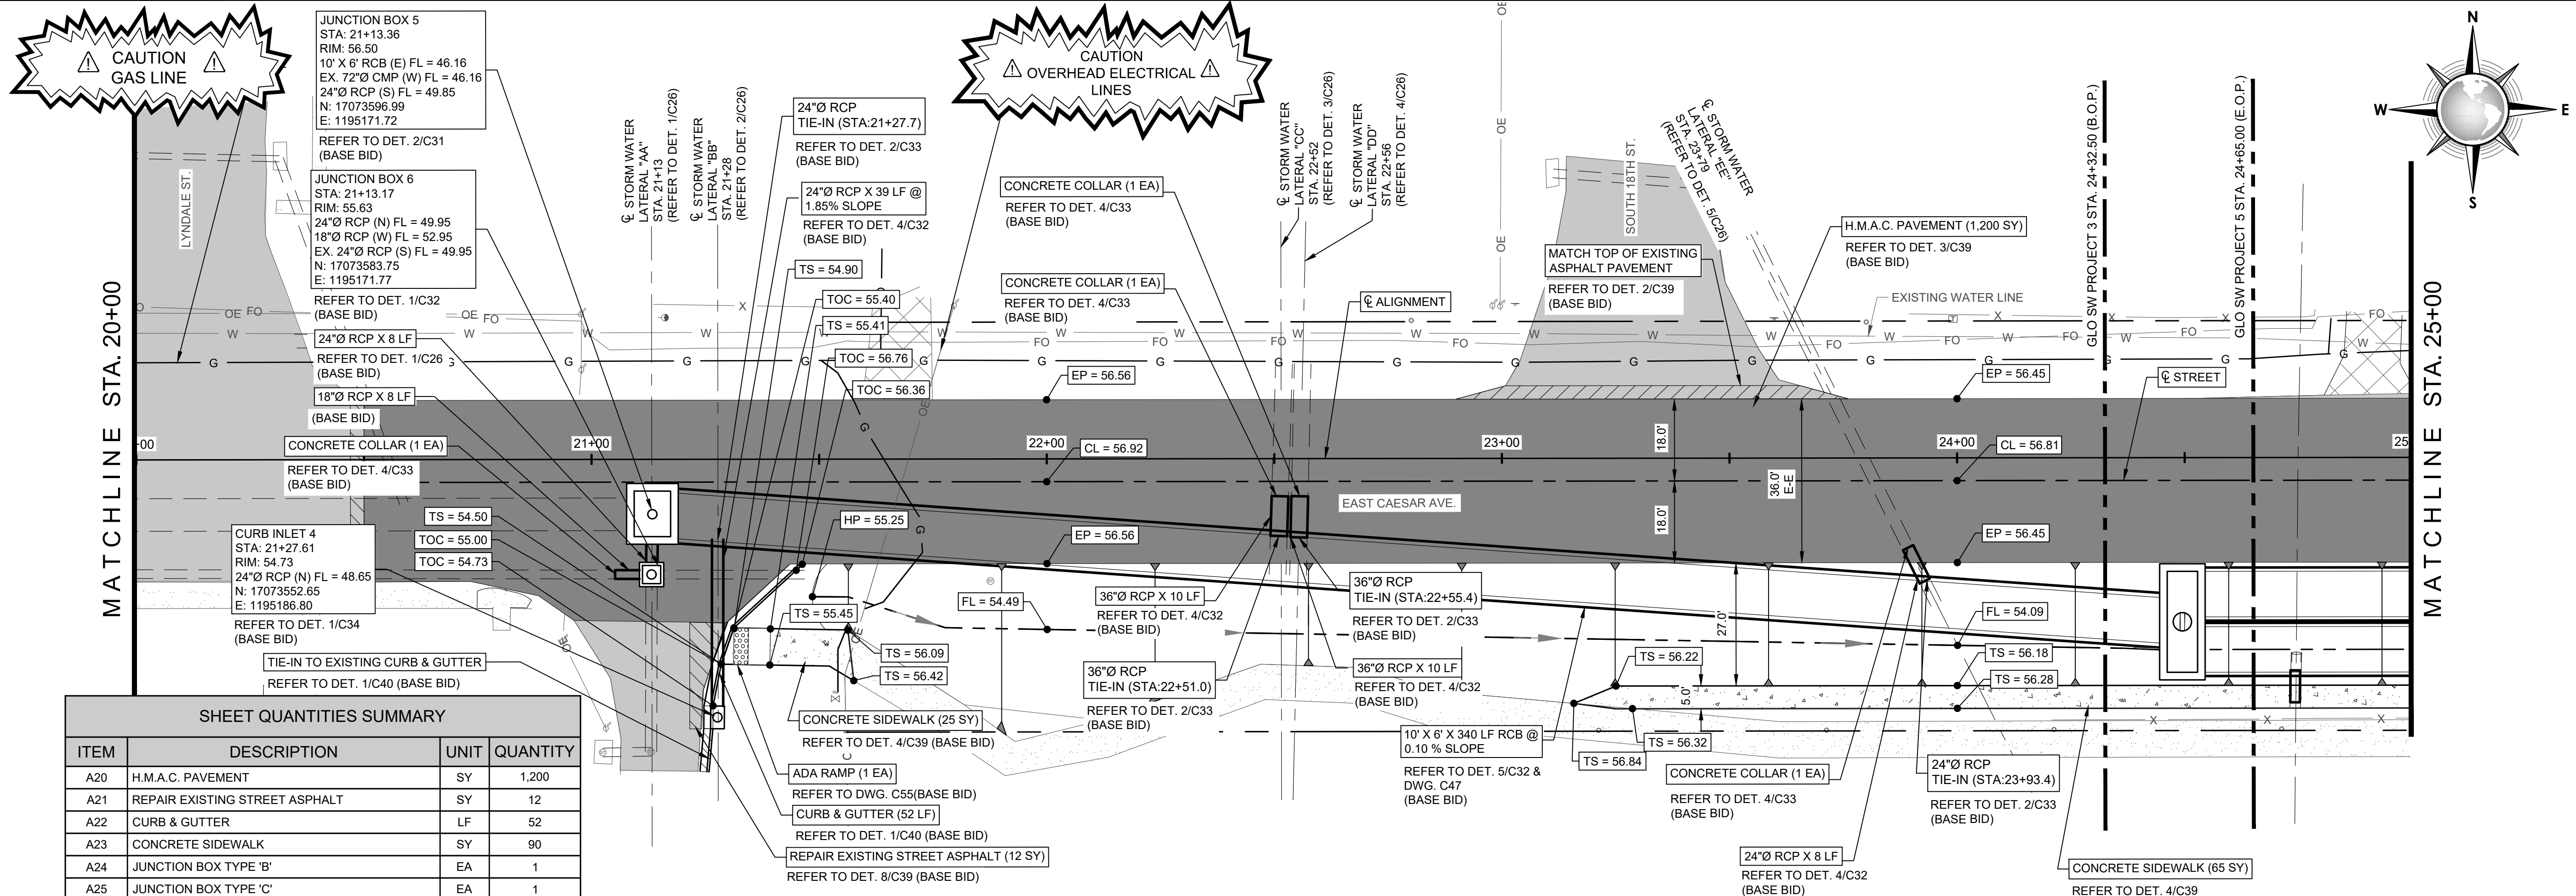 CAUTION
GAS LINE
JUNCTION BOX 5
STA: 21+13.36
RIM: 56.50
10' X 6' RCB (E) FL = 46.16
EX. 72"Ø CMP (W) FL = 46.16
24"Ø RCP (S) FL = 49.85
N: 17073596.99
E: 1195171.72
REFER TO DET. 2/C31
(BASE BID)
JUNCTION BOX 6
STA: 21+13.17
RIM: 55.63
24"Ø RCP (N) FL = 49.95
18"Ø RCP (W) FL = 52.95
EX. 24"Ø RCP (S) FL = 49.95
N: 17073583.75
E: 1195171.77
REFER TO DET. 1/C32
(BASE BID)
24"Ø RCP X 8 LF
REFER TO DET. 1/C26
(BASE BID)
18"Ø RCP X 8 LF
(BASE BID)
CONCRETE COLLAR (1 EA)
REFER TO DET. 4/C33
(BASE BID)
TS = 54.50
TOC = 55.00
TOC = 54.73
CURB INLET 4
STA: 21+27.61
RIM: 54.73
24"Ø RCP (N) FL = 48.65
N: 17073552.65
E: 1195186.80
REFER TO DET. 1/C34
(BASE BID)
TIE-IN TO EXISTING CURB & GUTTER
REFER TO DET. 1/C40 (BASE BID)
MATCHLINE STA. 20+00
LYNDALE ST.
℄ STORM WATER
LATERAL "AA"
STA. 21+13
(REFER TO DET. 1/C26)
℄ STORM WATER
LATERAL "BB"
STA. 21+28
(REFER TO DET. 2/C26)
24"Ø RCP
TIE-IN (STA:21+27.7)
REFER TO DET. 2/C33
(BASE BID)
24"Ø RCP X 39 LF @
1.85% SLOPE
REFER TO DET. 4/C32
(BASE BID)
TS = 54.90
TOC = 55.40
TS = 55.41
TOC = 56.76
TOC = 56.36
CAUTION
OVERHEAD ELECTRICAL
LINES
CONCRETE COLLAR (1 EA)
REFER TO DET. 4/C33
(BASE BID)
CONCRETE COLLAR (1 EA)
REFER TO DET. 4/C33
(BASE BID)
℄ STORM WATER
LATERAL "CC"
STA. 22+52
(REFER TO DET. 3/C26)
℄ STORM WATER
LATERAL "DD"
STA. 22+56
(REFER TO DET. 4/C26)
℄ ALIGNMENT
SOUTH 18TH ST.
℄ STORM WATER
LATERAL "EE"
STA. 23+79
(REFER TO DET. 5/C26)
MATCH TOP OF EXISTING
ASPHALT PAVEMENT
REFER TO DET. 2/C39
(BASE BID)
H.M.A.C. PAVEMENT (1,200 SY)
REFER TO DET. 3/C39
(BASE BID)
EXISTING WATER LINE
GLO SW PROJECT 3 STA. 24+32.50 (B.O.P.)
GLO SW PROJECT 5 STA. 24+65.00 (E.O.P.)
N
W
E
S
℄ STREET
MATCHLINE STA. 25+00
EP = 56.56
EP = 56.45
+00
21+00
22+00
23+00
24+00
25
CL = 56.92
CL = 56.81
18.0'
18.0'
36.0'
E-E
EAST CAESAR AVE.
HP = 55.25
EP = 56.56
EP = 56.45
TS = 55.45
FL = 54.49
TS = 56.09
TS = 56.42
36"Ø RCP X 10 LF
REFER TO DET. 4/C32
(BASE BID)
36"Ø RCP
TIE-IN (STA:22+55.4)
REFER TO DET. 2/C33
(BASE BID)
36"Ø RCP
TIE-IN (STA:22+51.0)
REFER TO DET. 2/C33
(BASE BID)
36"Ø RCP X 10 LF
REFER TO DET. 4/C32
(BASE BID)
27.0'
5.0'
FL = 54.09
TS = 56.22
TS = 56.18
TS = 56.28
TS = 56.32
TS = 56.84
10' X 6' X 340 LF RCB @
0.10 % SLOPE
REFER TO DET. 5/C32 &
DWG. C47
(BASE BID)
CONCRETE COLLAR (1 EA)
REFER TO DET. 4/C33
(BASE BID)
24"Ø RCP
TIE-IN (STA:23+93.4)
REFER TO DET. 2/C33
(BASE BID)
24"Ø RCP X 8 LF
REFER TO DET. 4/C32
(BASE BID)
CONCRETE SIDEWALK (65 SY)
REFER TO DET. 4/C39
CONCRETE SIDEWALK (25 SY)
REFER TO DET. 4/C39 (BASE BID)
ADA RAMP (1 EA)
REFER TO DWG. C55(BASE BID)
CURB & GUTTER (52 LF)
REFER TO DET. 1/C40 (BASE BID)
REPAIR EXISTING STREET ASPHALT (12 SY)
REFER TO DET. 8/C39 (BASE BID)
SHEET QUANTITIES SUMMARY
ITEM DESCRIPTION UNIT QUANTITY
A20 H.M.A.C. PAVEMENT SY 1,200
A21 REPAIR EXISTING STREET ASPHALT SY 12
A22 CURB & GUTTER LF 52
A23 CONCRETE SIDEWALK SY 90
A24 JUNCTION BOX TYPE 'B' EA 1
A25 JUNCTION BOX TYPE 'C' EA 1